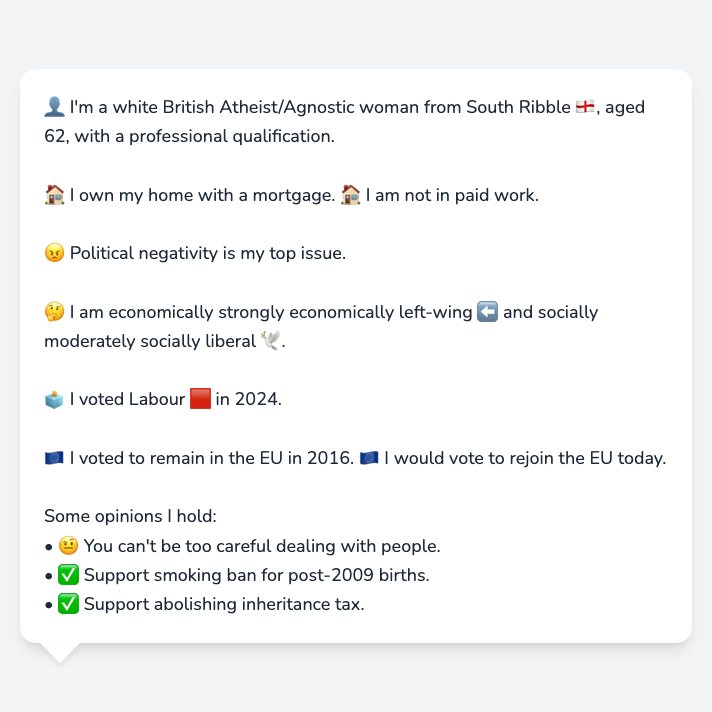 👤 I'm a white British Atheist/Agnostic woman from South Ribble 🏴󠁧󠁢󠁥󠁮󠁧󠁿, aged
62, with a professional qualification.
🏠 I own my home with a mortgage. 🏠 I am not in paid work.
😠 Political negativity is my top issue.
🤔 I am economically strongly economically left-wing ⬅️ and socially
moderately socially liberal 🕊️.
🗳️ I voted Labour 🟥 in 2024.
🇪🇺 I voted to remain in the EU in 2016. 🇪🇺 I would vote to rejoin the EU today.
Some opinions I hold:
• 🤨 You can't be too careful dealing with people.
• ✅ Support smoking ban for post-2009 births.
• ✅ Support abolishing inheritance tax.